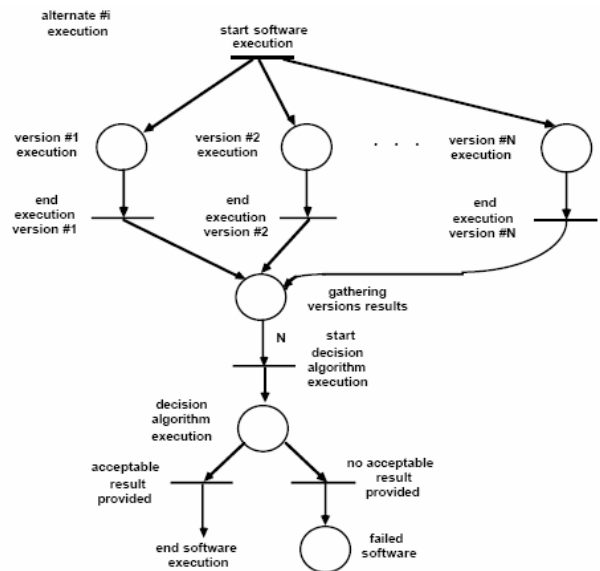 alternate #i
execution
start software
execution
version #1
execution
version #2
execution
. . .
version #N
execution
end
execution
version #1
end
execution
version #2
end
execution
version #N
gathering
versions results
N
start
decision
algorithm
execution
decision
algorithm
execution
acceptable
result
provided
no acceptable
result
provided
end software
execution
failed
software